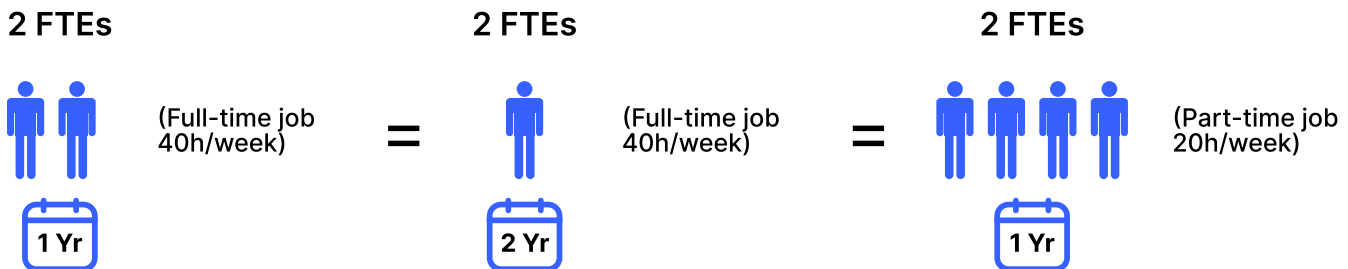 2 FTEs
(Full-time job
40h/week)
1 Yr
=
2 FTEs
(Full-time job
40h/week)
2 Yr
=
2 FTEs
(Part-time job
20h/week)
1 Yr